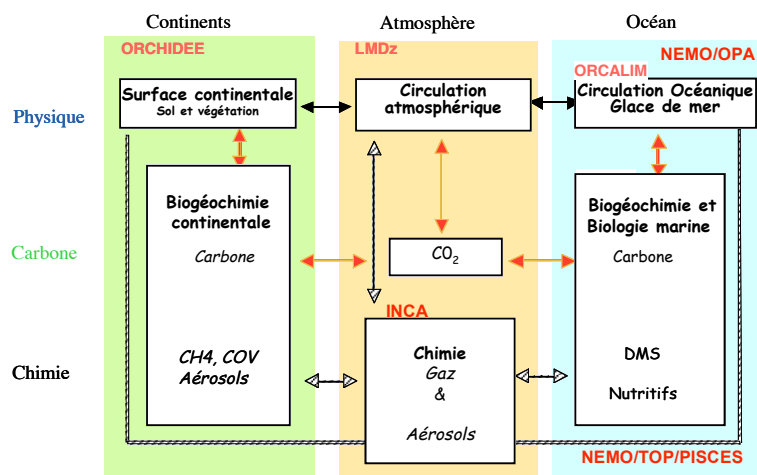 Continents
Atmosphère
Océan
ORCHIDEE
LMDz
NEMO/OPA
ORCALIM
Physique
Surface continentale
Sol et végétation
Circulation
atmosphérique
Circulation Océanique
Glace de mer
Carbone
Biogéochimie
continentale
Carbone
CO₂
Biogéochimie et
Biologie marine
Carbone
INCA
Chimie
CH4, COV
Aérosols
Chimie
Gaz
&
Aérosols
DMS
Nutritifs
NEMO/TOP/PISCES